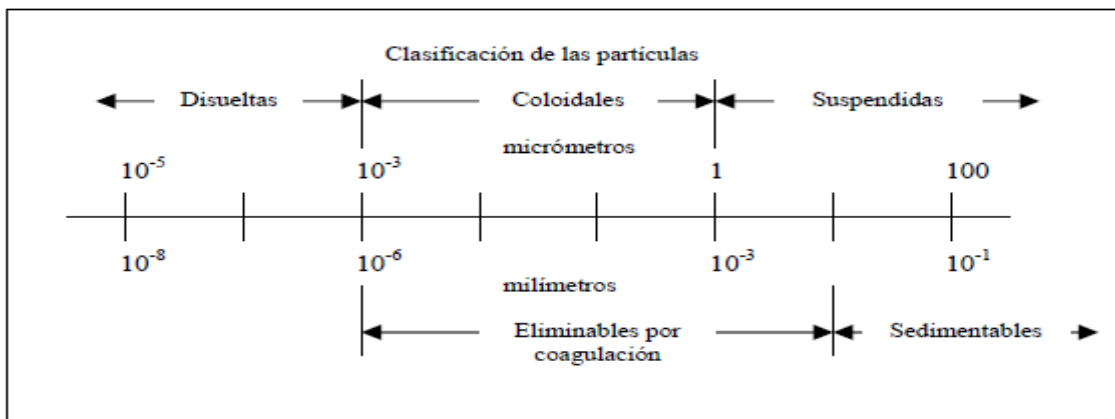 Clasificación de las partículas
Disueltas Coloidales Suspendidas
micrómetros
10⁻⁵ 10⁻³ 1 100
10⁻⁸ 10⁻⁶ 10⁻³ 10⁻¹
milímetros
Eliminables por Sedimentables
coagulación